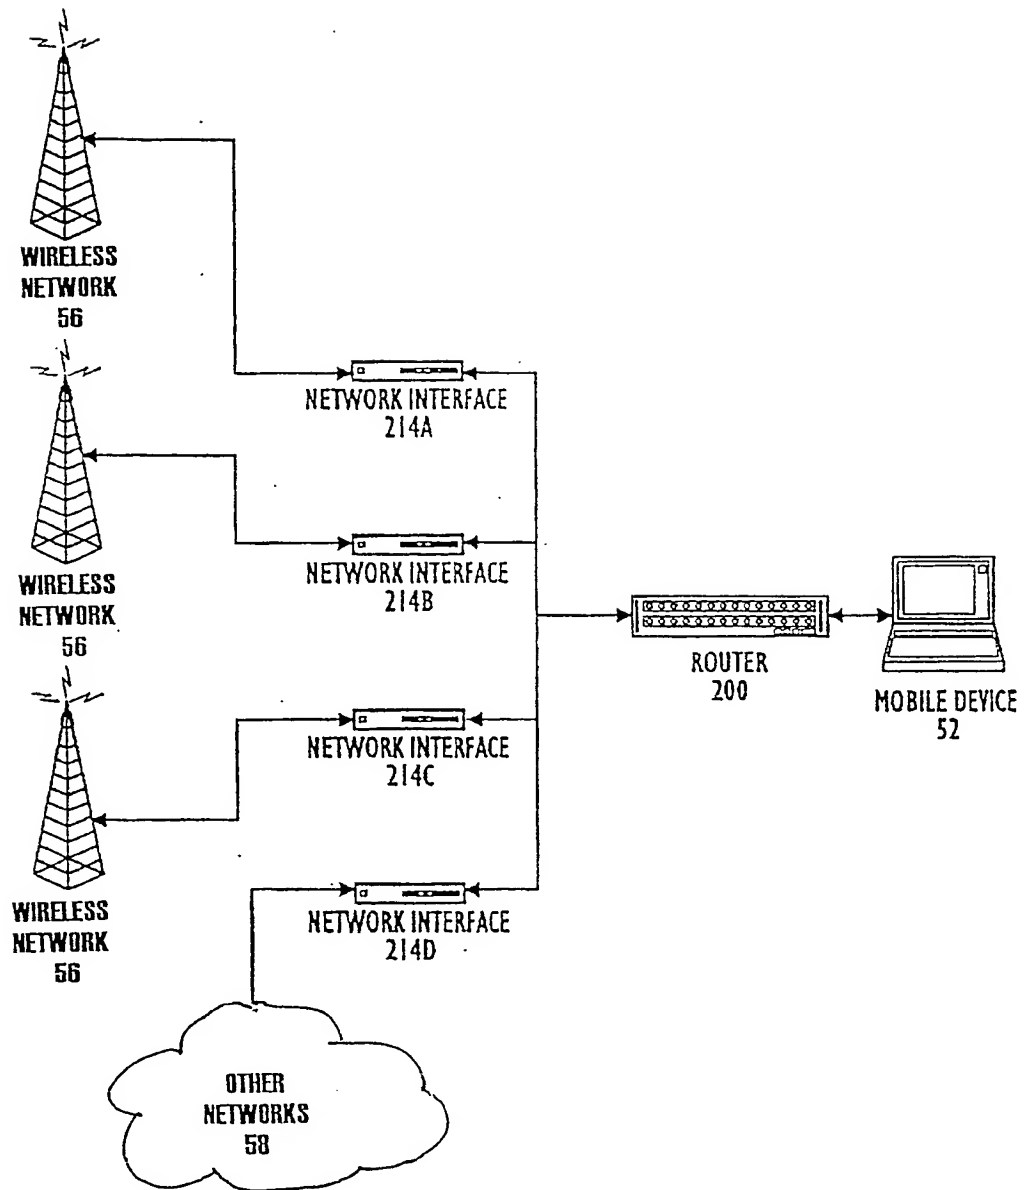 WIRELESS
NETWORK
56
NETWORK INTERFACE
214A
WIRELESS
NETWORK
56
NETWORK INTERFACE
214B
ROUTER
200
MOBILE DEVICE
52
NETWORK INTERFACE
214C
WIRELESS
NETWORK
56
NETWORK INTERFACE
214D
OTHER
NETWORKS
58